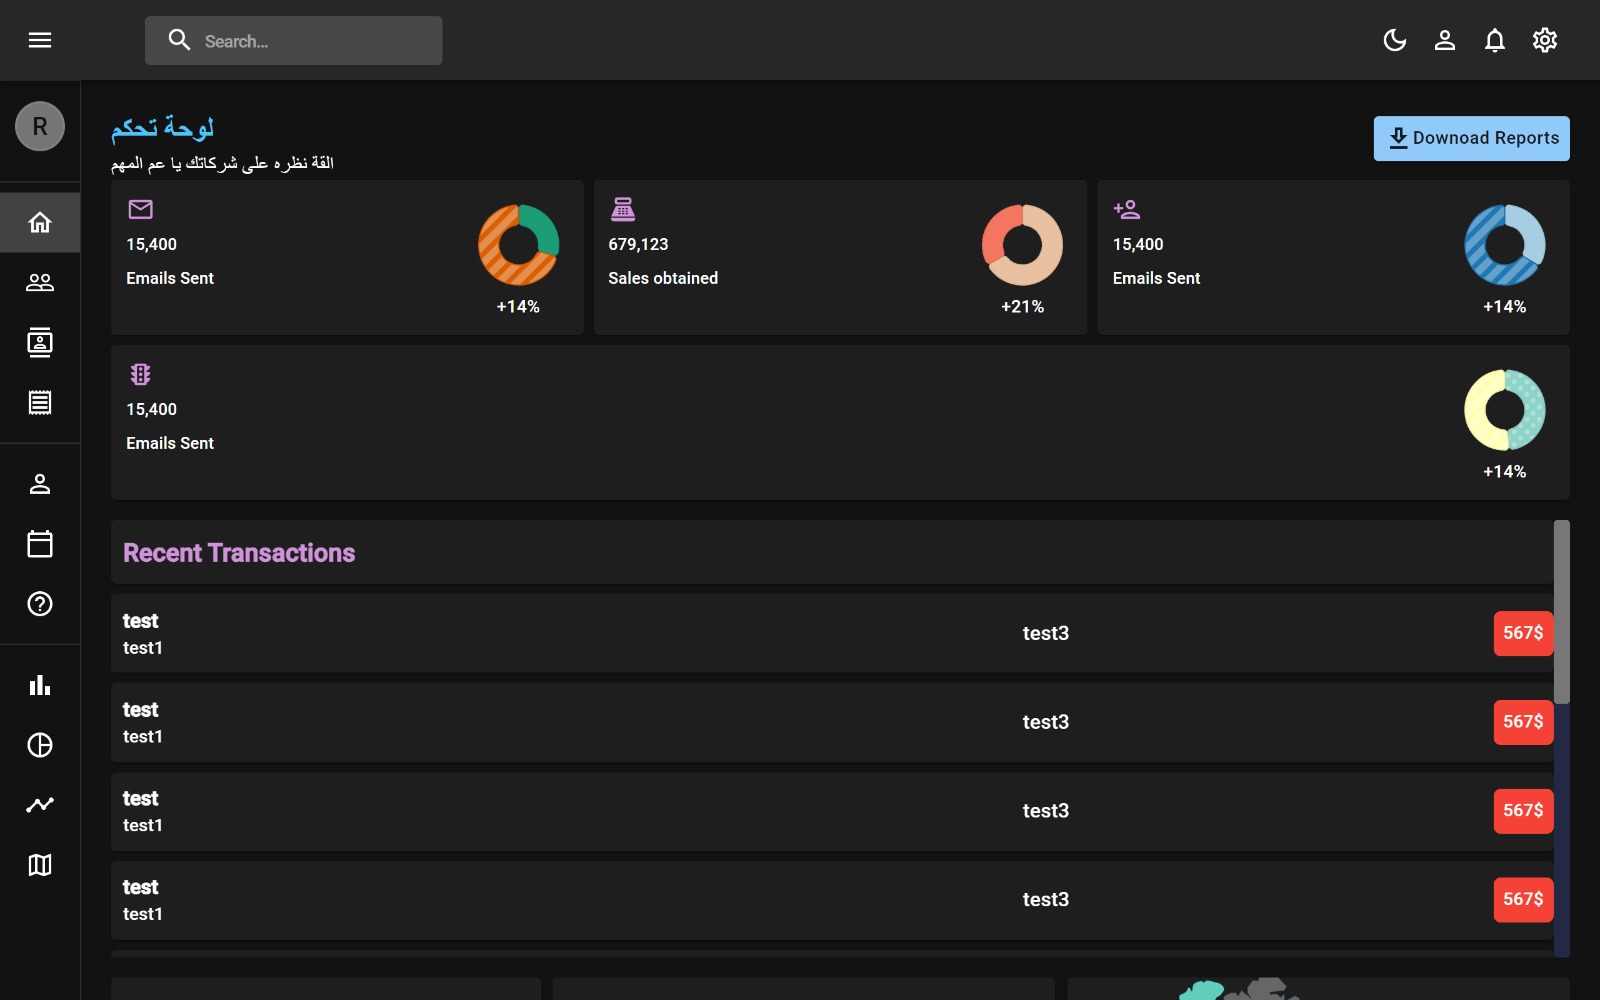 Search...
R
لوحة تحكم
القة نظره على شركاتك يا عم المهم
Downoad Reports
15,400
Emails Sent
+14%
679,123
Sales obtained
+21%
15,400
Emails Sent
+14%
15,400
Emails Sent
+14%
Recent Transactions
test
test1
test3
567$
test
test1
test3
567$
test
test1
test3
567$
test
test1
test3
567$